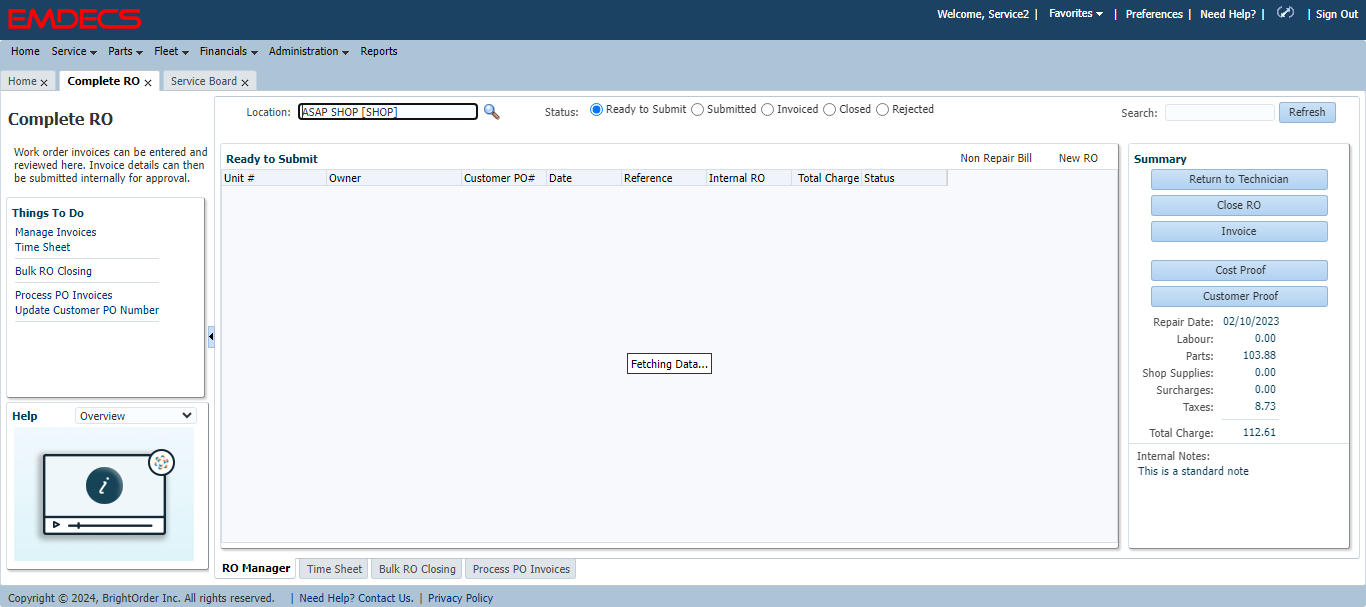 EMDECS
Welcome, Service2 | Favorites | Preferences | Need Help? | | Sign Out
Home Service Parts Fleet Financials Administration Reports
Home x Complete RO x Service Board x
Complete RO
Work order invoices can be entered and
reviewed here. Invoice details can then
be submitted internally for approval.
Things To Do
Manage Invoices
Time Sheet
Bulk RO Closing
Process PO Invoices
Update Customer PO Number
Help Overview
i
Location: ASAP SHOP [SHOP] Status: Ready to Submit Submitted Invoiced Closed Rejected Search: Refresh
Ready to Submit Non Repair Bill New RO
Unit # Owner Customer PO# Date Reference Internal RO Total Charge Status
Fetching Data...
Summary
Return to Technician
Close RO
Invoice
Cost Proof
Customer Proof
Repair Date: 02/10/2023
Labour: 0.00
Parts: 103.88
Shop Supplies: 0.00
Surcharges: 0.00
Taxes: 8.73
Total Charge: 112.61
Internal Notes:
This is a standard note
RO Manager Time Sheet Bulk RO Closing Process PO Invoices
Copyright © 2024, BrightOrder Inc. All rights reserved. | Need Help? Contact Us. | Privacy Policy